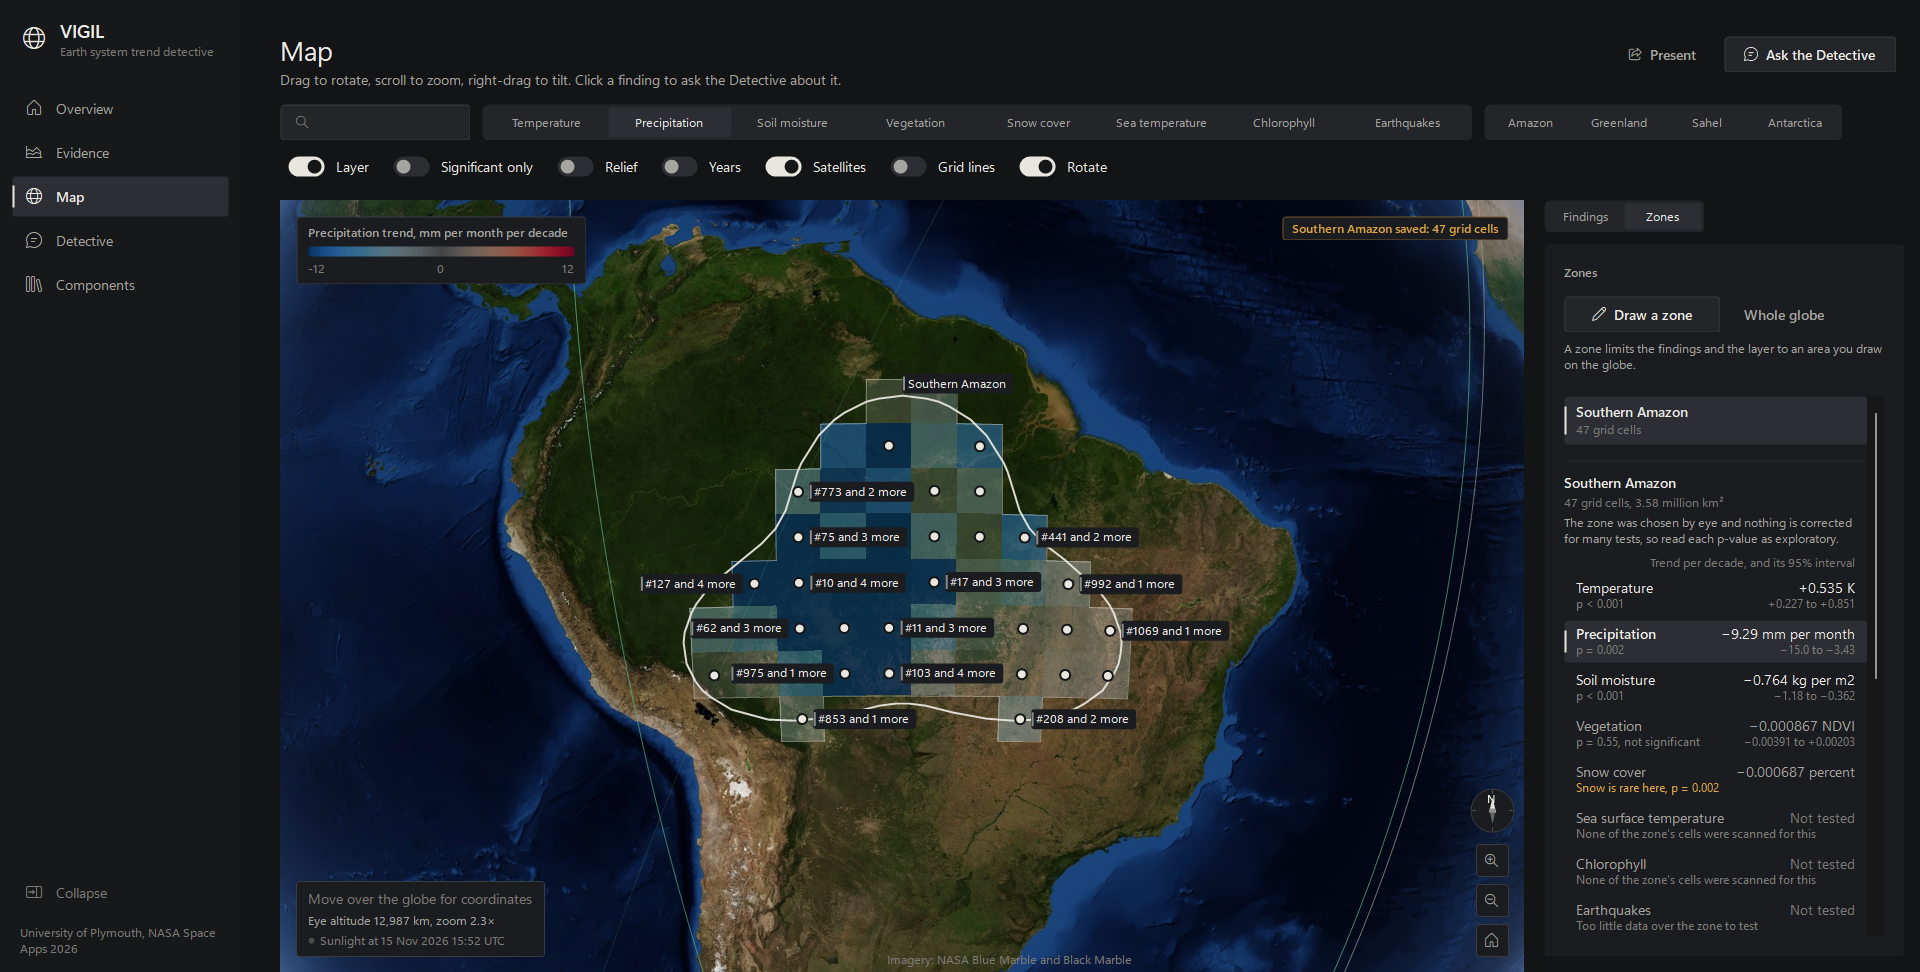 VIGIL
Earth system trend detective
Overview
Evidence
Map
Detective
Components
Collapse
University of Plymouth, NASA Space
Apps 2026
Map
Drag to rotate, scroll to zoom, right-drag to tilt. Click a finding to ask the Detective about it.
Present
Ask the Detective
Temperature
Precipitation
Soil moisture
Vegetation
Snow cover
Sea temperature
Chlorophyll
Earthquakes
Amazon
Greenland
Sahel
Antarctica
Layer
Significant only
Relief
Years
Satellites
Grid lines
Rotate
Precipitation trend, mm per month per decade
-12 0 12
Southern Amazon saved: 47 grid cells
Southern Amazon
#773 and 2 more
#75 and 3 more
#441 and 2 more
#127 and 4 more
#10 and 4 more
#17 and 3 more
#992 and 1 more
#62 and 3 more
#11 and 3 more
#1069 and 1 more
#975 and 1 more
#103 and 4 more
#853 and 1 more
#208 and 2 more
N
Move over the globe for coordinates
Eye altitude 12,987 km, zoom 2.3×
Sunlight at 15 Nov 2026 15:52 UTC
Imagery: NASA Blue Marble and Black Marble
Findings
Zones
Zones
Draw a zone
Whole globe
A zone limits the findings and the layer to an area you draw
on the globe.
Southern Amazon
47 grid cells
Southern Amazon
47 grid cells, 3.58 million km²
The zone was chosen by eye and nothing is corrected
for many tests, so read each p-value as exploratory.
Trend per decade, and its 95% interval
Temperature +0.535 K
p < 0.001 +0.227 to +0.851
Precipitation −9.29 mm per month
p = 0.002 −15.0 to −3.43
Soil moisture −0.764 kg per m2
p < 0.001 −1.18 to −0.362
Vegetation −0.000867 NDVI
p = 0.55, not significant −0.00391 to +0.00203
Snow cover −0.000687 percent
Snow is rare here, p = 0.002
Sea surface temperature Not tested
None of the zone's cells were scanned for this
Chlorophyll Not tested
None of the zone's cells were scanned for this
Earthquakes Not tested
Too little data over the zone to test